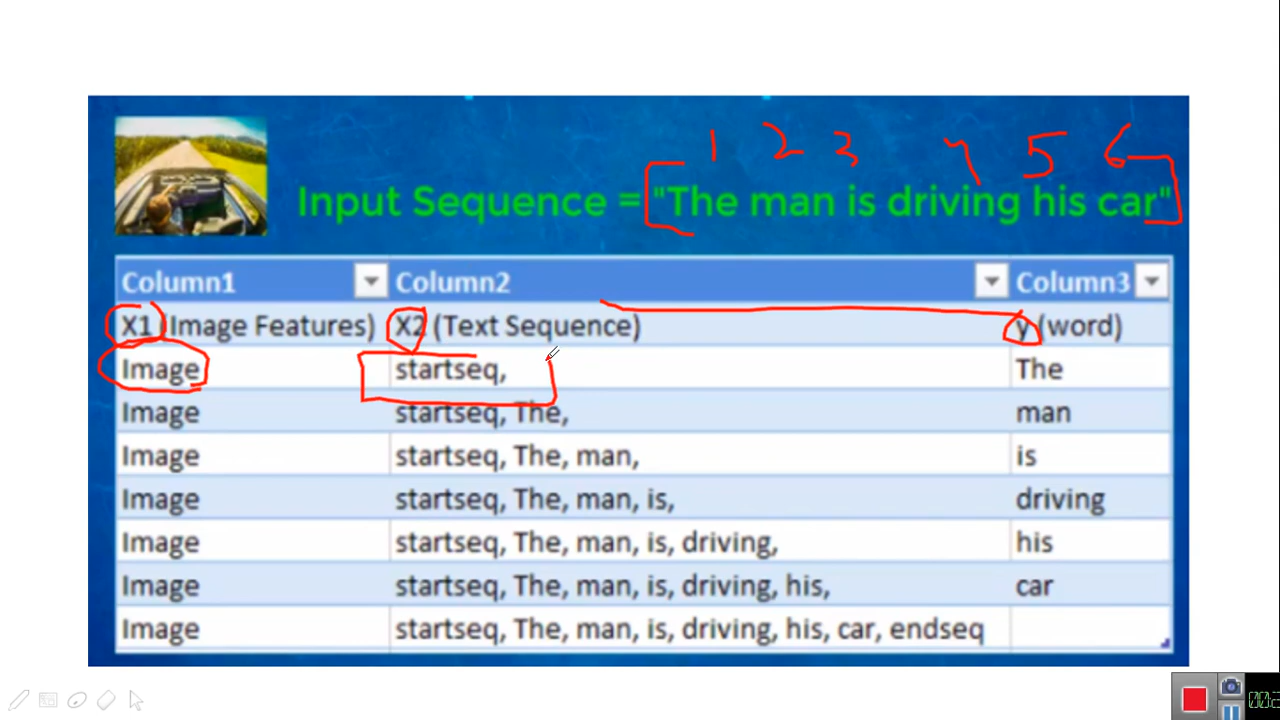 1 2 3 4 5 6
Input Sequence = "The man is driving his car"
Column1 Column2 Column3
X1 (Image Features) X2 (Text Sequence) y (word)
Image startseq, The
Image startseq, The, man
Image startseq, The, man, is
Image startseq, The, man, is, driving
Image startseq, The, man, is, driving, his
Image startseq, The, man, is, driving, his, car
Image startseq, The, man, is, driving, his, car, endseq